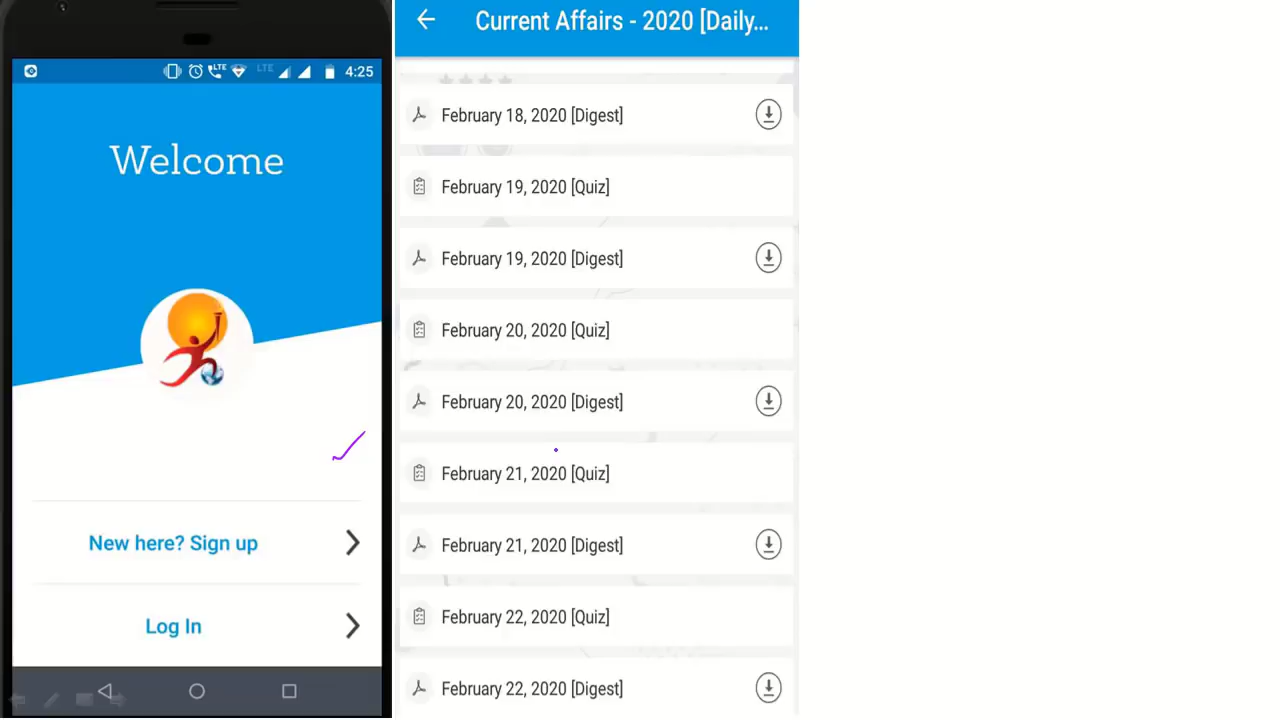 LTE LTE 4:25
Welcome
New here? Sign up
Log In
Current Affairs - 2020 [Daily...
February 18, 2020 [Digest]
February 19, 2020 [Quiz]
February 19, 2020 [Digest]
February 20, 2020 [Quiz]
February 20, 2020 [Digest]
February 21, 2020 [Quiz]
February 21, 2020 [Digest]
February 22, 2020 [Quiz]
February 22, 2020 [Digest]